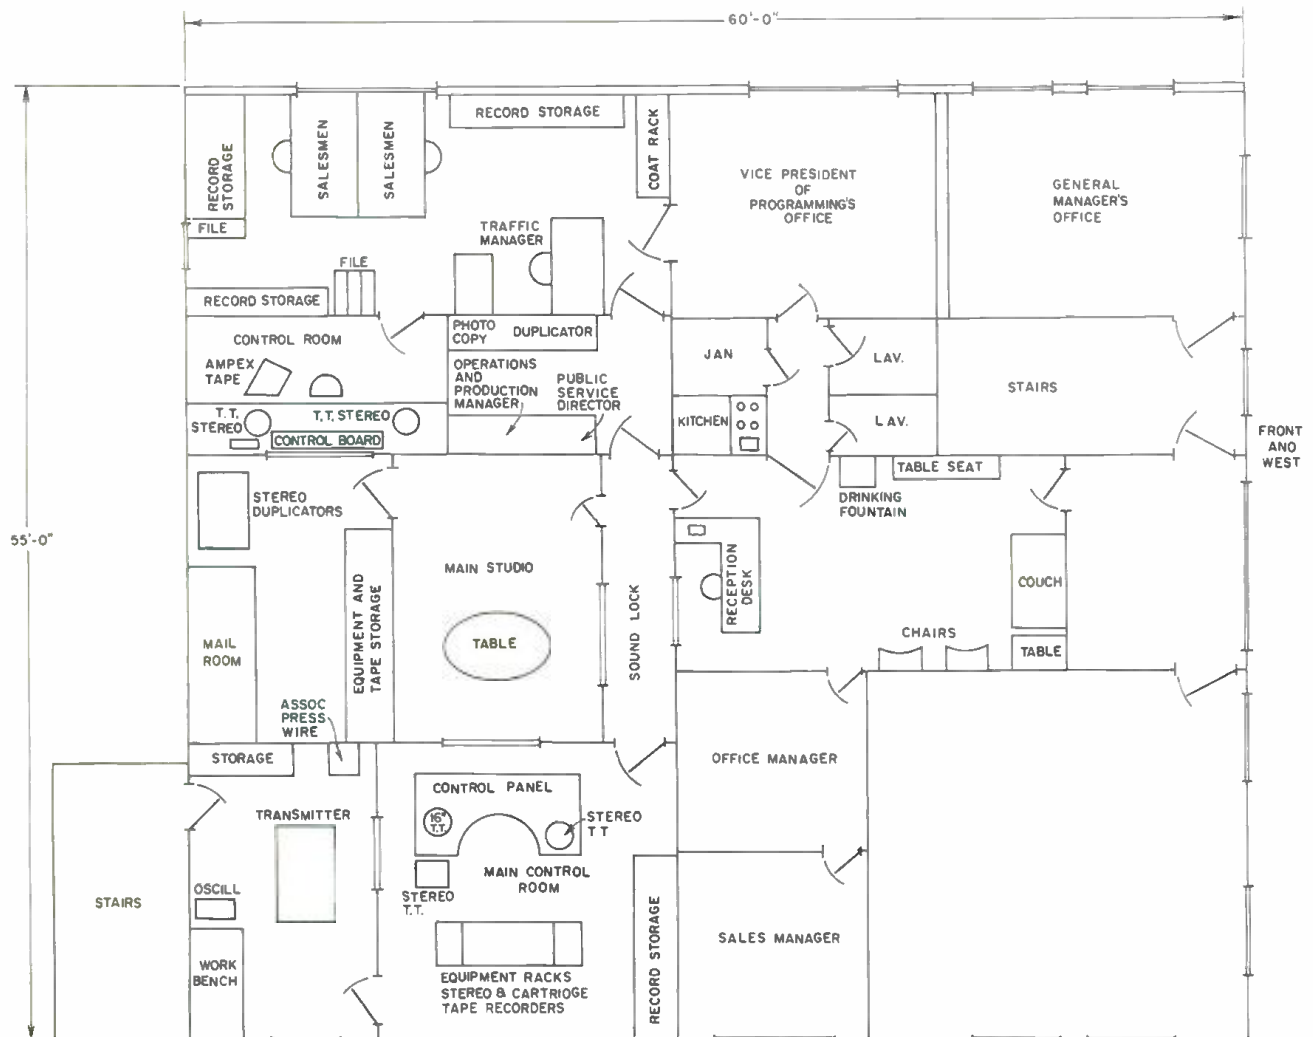 60'-0"
RECORD STORAGE
COAT RACK
SALESMEN
SALESMEN
RECORD
STORAGE
FILE
VICE PRESIDENT
OF
PROGRAMMING'S
OFFICE
GENERAL
MANAGER'S
OFFICE
TRAFFIC
MANAGER
FILE
RECORD STORAGE
CONTROL ROOM
PHOTO
COPY
DUPLICATOR
AMPEX
TAPE
OPERATIONS
AND
PRODUCTION
MANAGER
PUBLIC
SERVICE
DIRECTOR
JAN
LAV.
STAIRS
T.T.
STEREO
T.T. STEREO
CONTROL BOARD
KITCHEN
LAV.
FRONT
AND
WEST
STEREO
DUPLICATORS
TABLE SEAT
DRINKING
FOUNTAIN
55'-0"
MAIN STUDIO
TABLE
EQUIPMENT AND
TAPE STORAGE
SOUND LOCK
RECEPTION
DESK
COUCH
CHAIRS
TABLE
MAIL
ROOM
ASSOC
PRESS
WIRE
STORAGE
OFFICE MANAGER
CONTROL PANEL
16"
T.T.
STEREO
T T
TRANSMITTER
MAIN CONTROL
ROOM
STEREO
T.T.
OSCILL
STAIRS
RECORD STORAGE
SALES MANAGER
WORK
BENCH
EQUIPMENT RACKS
STEREO & CARTRIOGE
TAPE RECORDERS